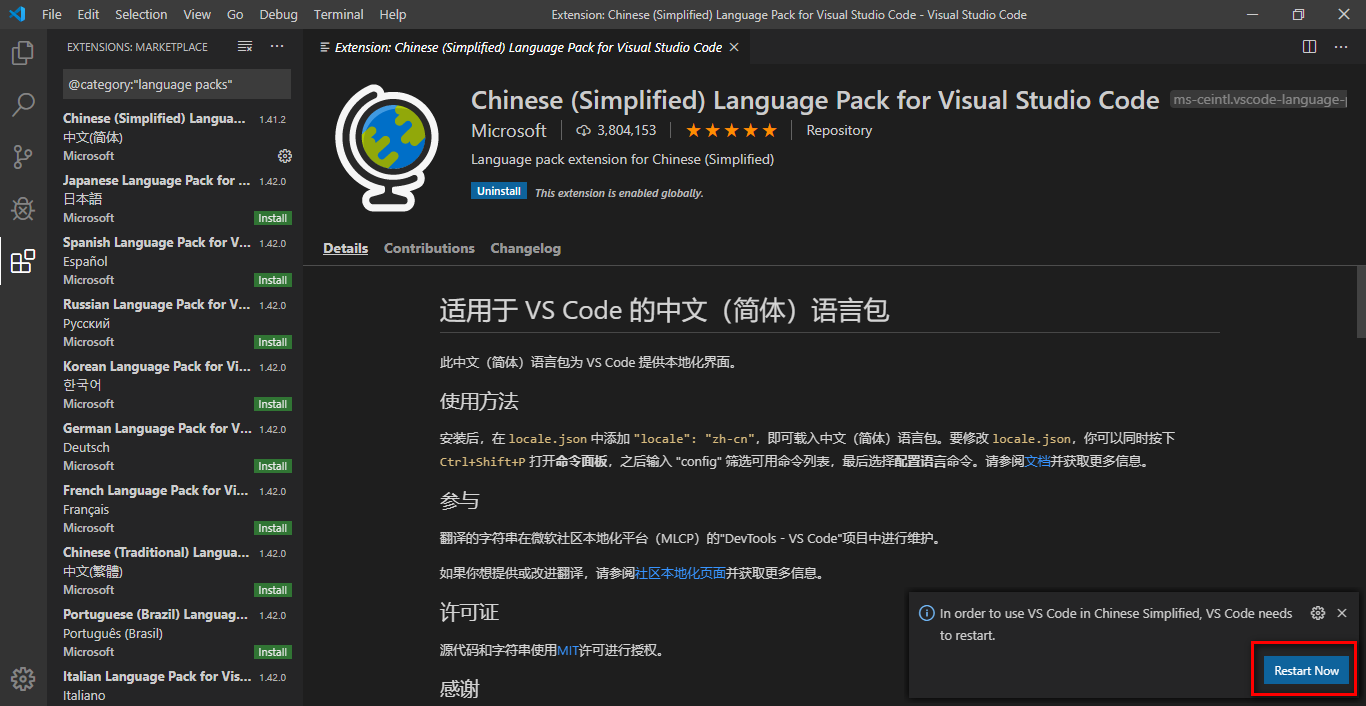 File Edit Selection View Go Debug Terminal Help
Extension: Chinese (Simplified) Language Pack for Visual Studio Code - Visual Studio Code
EXTENSIONS: MARKETPLACE
@category:"language packs"
Chinese (Simplified) Langua... 1.41.2
中文(简体)
Microsoft
Japanese Language Pack for ... 1.42.0
日本語
Microsoft Install
Spanish Language Pack for V... 1.42.0
Español
Microsoft Install
Russian Language Pack for V... 1.42.0
Русский
Microsoft Install
Korean Language Pack for Vi... 1.42.0
한국어
Microsoft Install
German Language Pack for V... 1.42.0
Deutsch
Microsoft Install
French Language Pack for Vi... 1.42.0
Français
Microsoft Install
Chinese (Traditional) Langua... 1.42.0
中文(繁體)
Microsoft Install
Portuguese (Brazil) Languag... 1.42.0
Português (Brasil)
Microsoft Install
Italian Language Pack for Vis... 1.42.0
Italiano
Extension: Chinese (Simplified) Language Pack for Visual Studio Code
Chinese (Simplified) Language Pack for Visual Studio Code ms-ceintl.vscode-language-
Microsoft 3,804,153 Repository
Language pack extension for Chinese (Simplified)
Uninstall This extension is enabled globally.
Details Contributions Changelog
适用于 VS Code 的中文（简体）语言包
此中文（简体）语言包为 VS Code 提供本地化界面。
使用方法
安装后，在 locale.json 中添加 "locale": "zh-cn"，即可载入中文（简体）语言包。要修改 locale.json，你可以同时按下
Ctrl+Shift+P 打开命令面板，之后输入 "config" 筛选可用命令列表，最后选择配置语言命令。请参阅文档并获取更多信息。
参与
翻译的字符串在微软社区本地化平台（MLCP）的"DevTools - VS Code"项目中进行维护。
如果你想提供或改进翻译，请参阅社区本地化页面并获取更多信息。
许可证
源代码和字符串使用MIT许可进行授权。
感谢
In order to use VS Code in Chinese Simplified, VS Code needs
to restart.
Restart Now